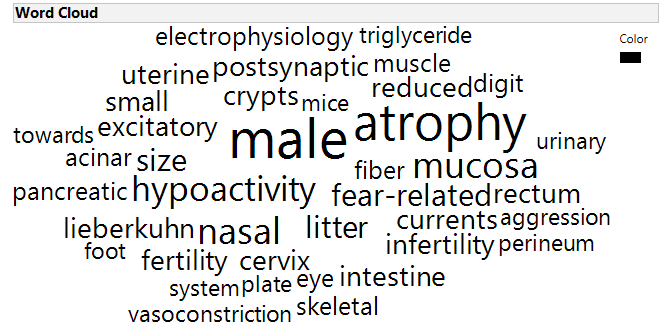 Word Cloud
electrophysiology triglyceride Color
uterine postsynaptic muscle
small crypts mice reduced digit
towards excitatory male atrophy urinary
acinar size fiber mucosa
pancreatic hypoactivity fear-related rectum
lieberkuhn nasal litter currents aggression
foot infertility perineum
fertility cervix
system plate eye intestine
vasoconstriction skeletal